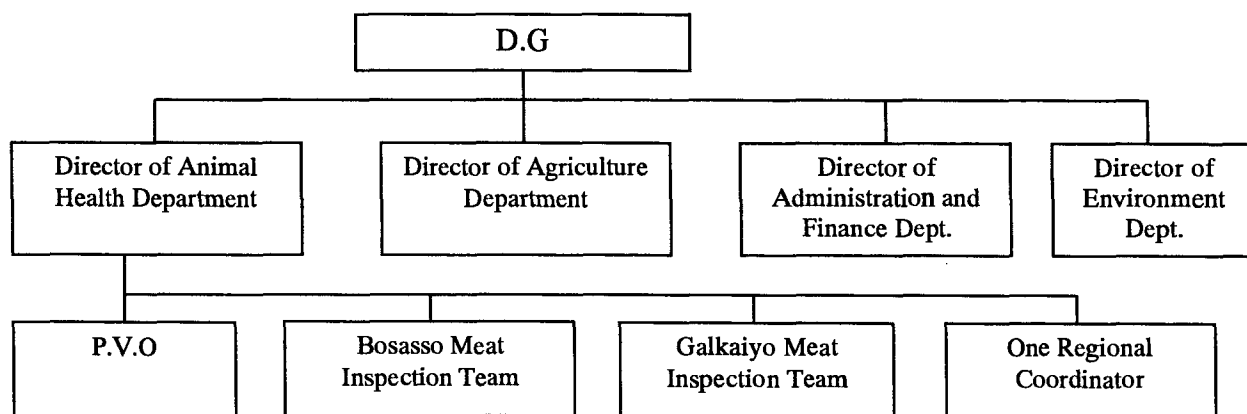 D.G
Director of Animal
Health Department
Director of Agriculture
Department
Director of
Administration and
Finance Dept.
Director of
Environment
Dept.
P.V.O
Bosasso Meat
Inspection Team
Galkaiyo Meat
Inspection Team
One Regional
Coordinator